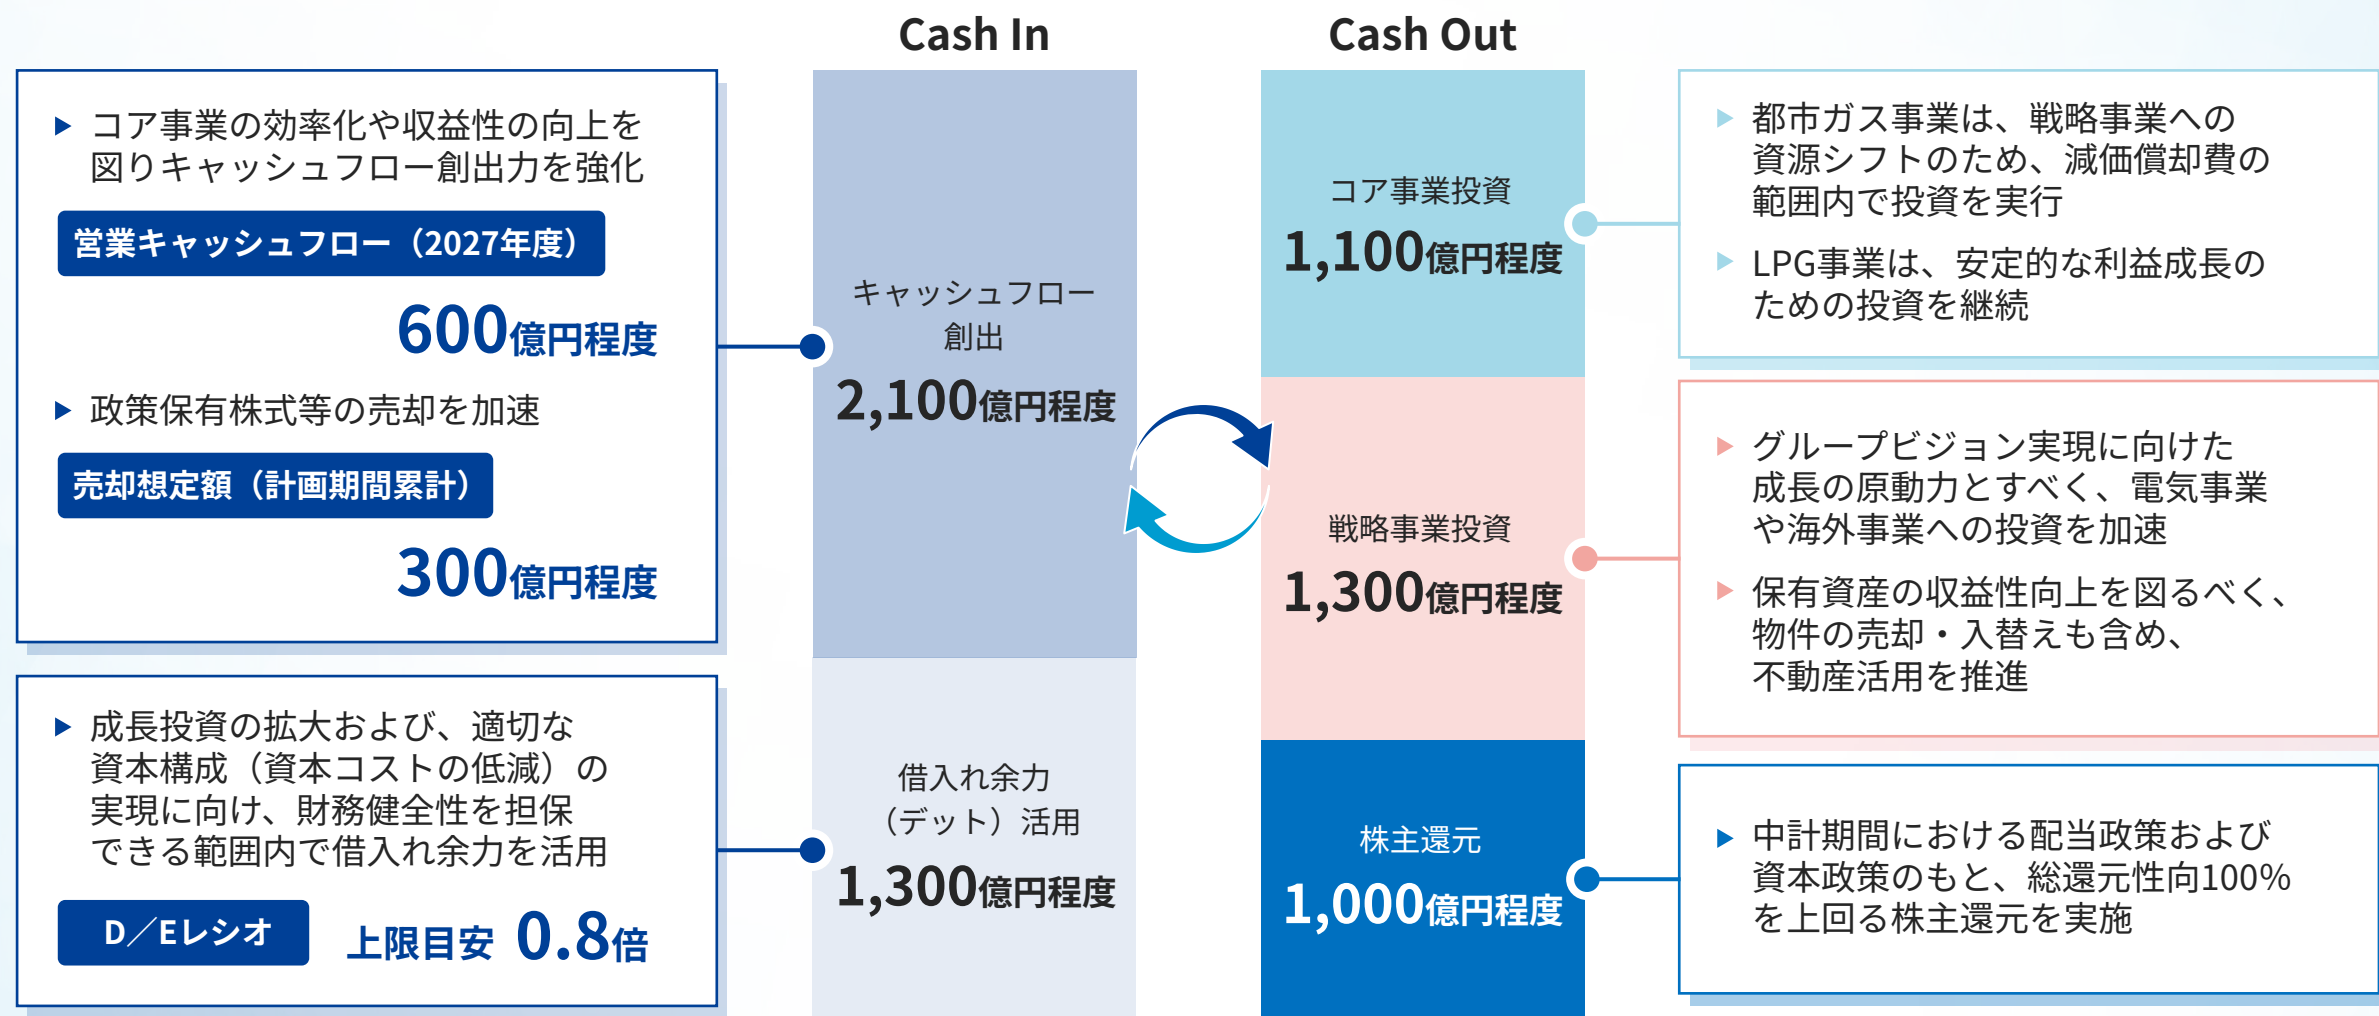 Cash In
Cash Out
コア事業の効率化や収益性の向上を
図りキャッシュフロー創出力を強化
営業キャッシュフロー（2027年度）
600億円程度
政策保有株式等の売却を加速
売却想定額（計画期間累計）
300億円程度
成長投資の拡大および、適切な
資本構成（資本コストの低減）の
実現に向け、財務健全性を担保
できる範囲内で借入れ余力を活用
D／Eレシオ 上限目安 0.8倍
キャッシュフロー
創出
2,100億円程度
借入れ余力
（デット）活用
1,300億円程度
コア事業投資
1,100億円程度
戦略事業投資
1,300億円程度
株主還元
1,000億円程度
都市ガス事業は、戦略事業への
資源シフトのため、減価償却費の
範囲内で投資を実行
LPG事業は、安定的な利益成長の
ための投資を継続
グループビジョン実現に向けた
成長の原動力とすべく、電気事業
や海外事業への投資を加速
保有資産の収益性向上を図るべく、
物件の売却・入替えも含め、
不動産活用を推進
中計期間における配当政策および
資本政策のもと、総還元性向100%
を上回る株主還元を実施